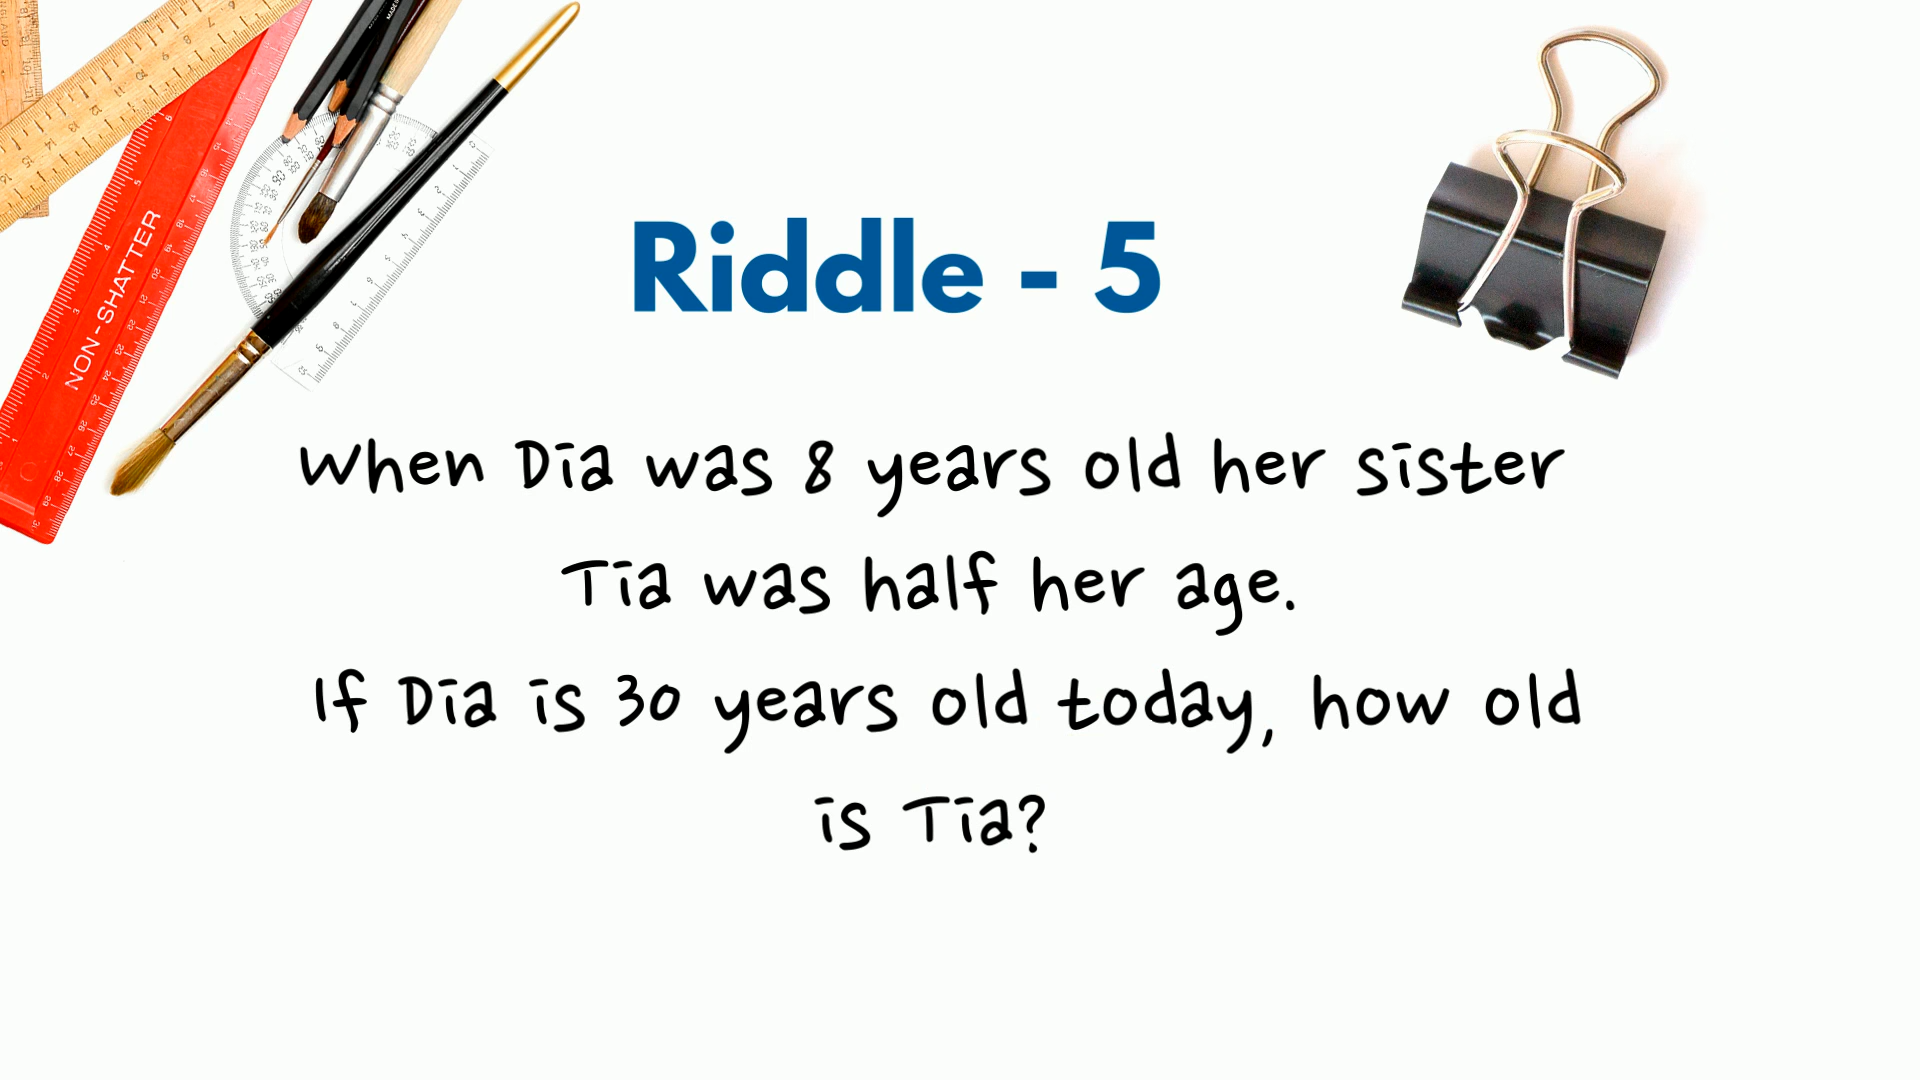 Riddle - 5
When Dia was 8 years old her sister
Tia was half her age.
If Dia is 30 years old today, how old
is Tia?
NON-SHATTER